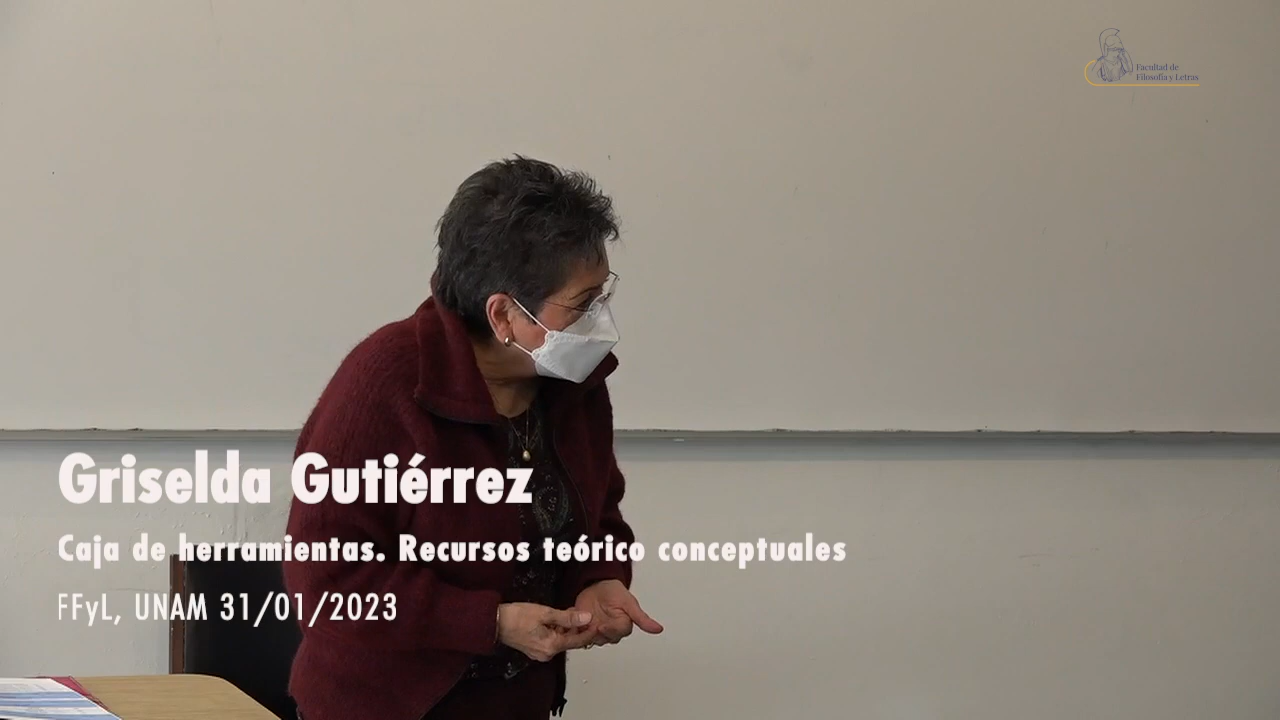 Facultad de
Filosofía y Letras
Griselda Gutiérrez
Caja de herramientas. Recursos teórico conceptuales
FFyL, UNAM 31/01/2023